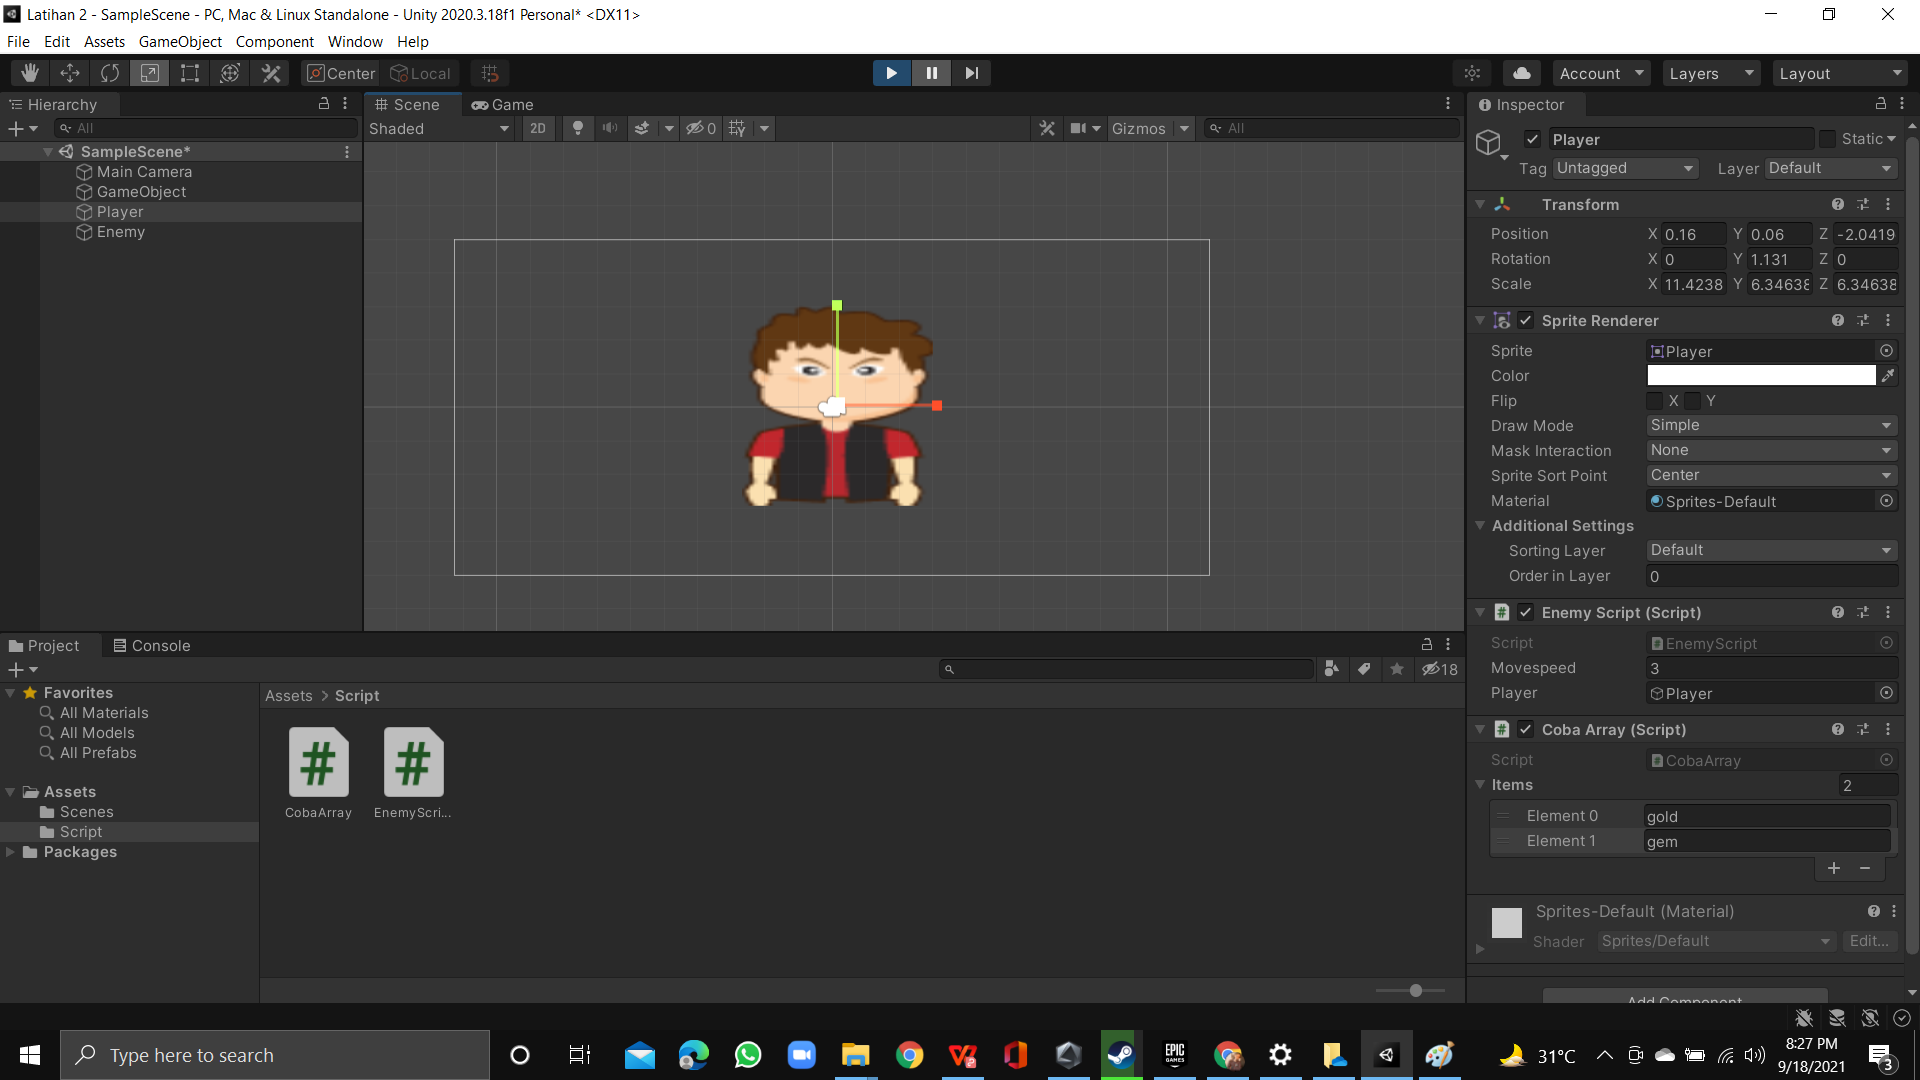 Latihan 2 - SampleScene - PC, Mac & Linux Standalone - Unity 2020.3.18f1 Personal* <DX11>
File Edit Assets GameObject Component Window Help
Center Local Account Layers Layout
Hierarchy
All
SampleScene*
Main Camera
GameObject
Player
Enemy
Scene Game
Shaded 2D 0 Gizmos All
Inspector
Player Static
Tag Untagged Layer Default
Transform
Position X 0.16 Y 0.06 Z -2.0419
Rotation X 0 Y 1.131 Z 0
Scale X 11.4238 Y 6.34638 Z 6.34638
Sprite Renderer
Sprite Player
Color
Flip X Y
Draw Mode Simple
Mask Interaction None
Sprite Sort Point Center
Material Sprites-Default
Additional Settings
Sorting Layer Default
Order in Layer 0
Enemy Script (Script)
Script EnemyScript
Movespeed 3
Player Player
Coba Array (Script)
Script CobaArray
Items 2
Element 0 gold
Element 1 gem
Sprites-Default (Material)
Shader Sprites/Default Edit...
Add Component
Project Console
18
Favorites
All Materials
All Models
All Prefabs
Assets
Scenes
Script
Packages
Assets > Script
CobaArray EnemyScri...
Type here to search
EPIC GAMES
31°C
8:27 PM
9/18/2021
3